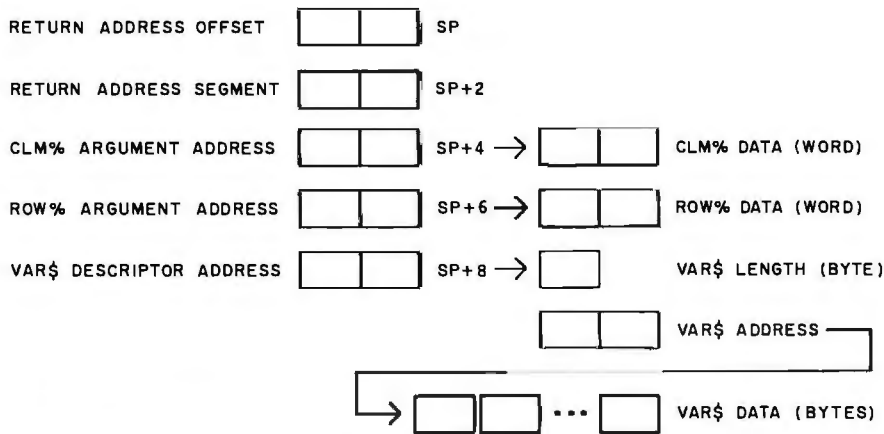 RETURN ADDRESS OFFSET SP
RETURN ADDRESS SEGMENT SP+2
CLM% ARGUMENT ADDRESS SP+4 → CLM% DATA (WORD)
ROW% ARGUMENT ADDRESS SP+6 → ROW% DATA (WORD)
VAR$ DESCRIPTOR ADDRESS SP+8 → VAR$ LENGTH (BYTE)
VAR$ ADDRESS
••• VAR$ DATA (BYTES)